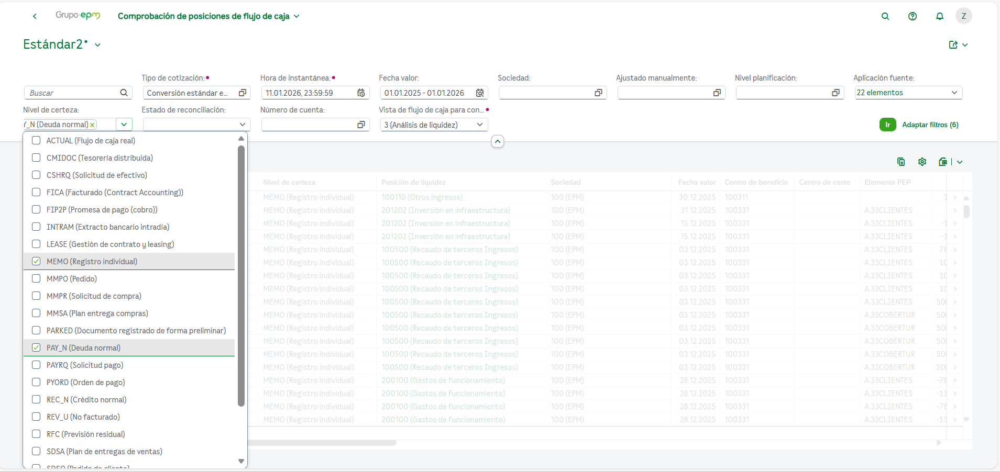 Grupo·epm
Comprobación de posiciones de flujo de caja
Z
Estándar2*
Tipo de cotización:
Hora de instantánea:
Fecha valor:
Sociedad:
Ajustado manualmente:
Nivel planificación:
Aplicación fuente:
Buscar
Conversión estándar e...
11.01.2026, 23:59:59
01.01.2025 - 01.01.2026
22 elementos
Nivel de certeza:
Estado de reconciliación:
Número de cuenta:
Vista de flujo de caja para con...
Y_N (Deuda normal)
3 (Análisis de liquidez)
Ir
Adaptar filtros (6)
ACTUAL (Flujo de caja real)
CMIDOC (Tesorería distribuida)
CSHRQ (Solicitud de efectivo)
FICA (Facturado (Contract Accounting))
FIP2P (Promesa de pago (cobro))
INTRAM (Extracto bancario intradía)
LEASE (Gestión de contrato y leasing)
MEMO (Registro individual)
MMPO (Pedido)
MMPR (Solicitud de compra)
MMSA (Plan entrega compras)
PARKED (Documento registrado de forma preliminar)
PAY_N (Deuda normal)
PAYRQ (Solicitud pago)
PYORD (Orden de pago)
REC_N (Crédito normal)
REV_U (No facturado)
RFC (Previsión residual)
SDSA (Plan de entregas de ventas)
SDSO (Pedido de cliente)
Nivel de certeza Posición de liquidez Sociedad Fecha valor Centro de beneficio Centro de coste Elemento PEP
MEMO (Registro individual) 100110 (Otros ingresos) 100 (EPM) 30.12.2025 100311 1
MEMO (Registro individual) 201202 (Inversión en infraestructura) 100 (EPM) 31.12.2025 100331 A.33CLIENTES
MEMO (Registro individual) 201202 (Inversión en infraestructura) 100 (EPM) 15.12.2025 100331 A.33CLIENTES -1
MEMO (Registro individual) 201202 (Inversión en infraestructura) 100 (EPM) 15.12.2025 100331 A.33CLIENTES -1
MEMO (Registro individual) 100500 (Recaudo de terceros Ingresos) 100 (EPM) 03.12.2025 100331 A.33CLIENTES 78
MEMO (Registro individual) 100500 (Recaudo de terceros Ingresos) 100 (EPM) 03.12.2025 100331 A.33CLIENTES 10
MEMO (Registro individual) 100500 (Recaudo de terceros Ingresos) 100 (EPM) 03.12.2025 100331 A.33CLIENTES 10
MEMO (Registro individual) 100500 (Recaudo de terceros Ingresos) 100 (EPM) 03.12.2025 100331 A.33CLIENTES 10
MEMO (Registro individual) 100500 (Recaudo de terceros Ingresos) 100 (EPM) 03.12.2025 100331 A.33CLIENTES 500
MEMO (Registro individual) 100500 (Recaudo de terceros Ingresos) 100 (EPM) 03.12.2025 100331 A.33COBERTUR 500
MEMO (Registro individual) 100500 (Recaudo de terceros Ingresos) 100 (EPM) 03.12.2025 100331 A.33COBERTUR 500
MEMO (Registro individual) 100500 (Recaudo de terceros Ingresos) 100 (EPM) 03.12.2025 100331 A.33COBERTUR 500
MEMO (Registro individual) 100500 (Recaudo de terceros Ingresos) 100 (EPM) 03.12.2025 100331 A.33COBERTUR 500
MEMO (Registro individual) 100500 (Recaudo de terceros Ingresos) 100 (EPM) 03.12.2025 100331 A.33COBERTUR 500
MEMO (Registro individual) 200100 (Gastos de funcionamiento) 100 (EPM) 28.12.2025 100331 A.33CLIENTES -78
MEMO (Registro individual) 200100 (Gastos de funcionamiento) 100 (EPM) 28.12.2025 100331 A.33CLIENTES -13
MEMO (Registro individual) 200100 (Gastos de funcionamiento) 100 (EPM) 28.12.2025 100331 A.33CLIENTES -78
MEMO (Registro individual) 200100 (Gastos de funcionamiento) 100 (EPM) 28.12.2025 100331 A.33CLIENTES -13